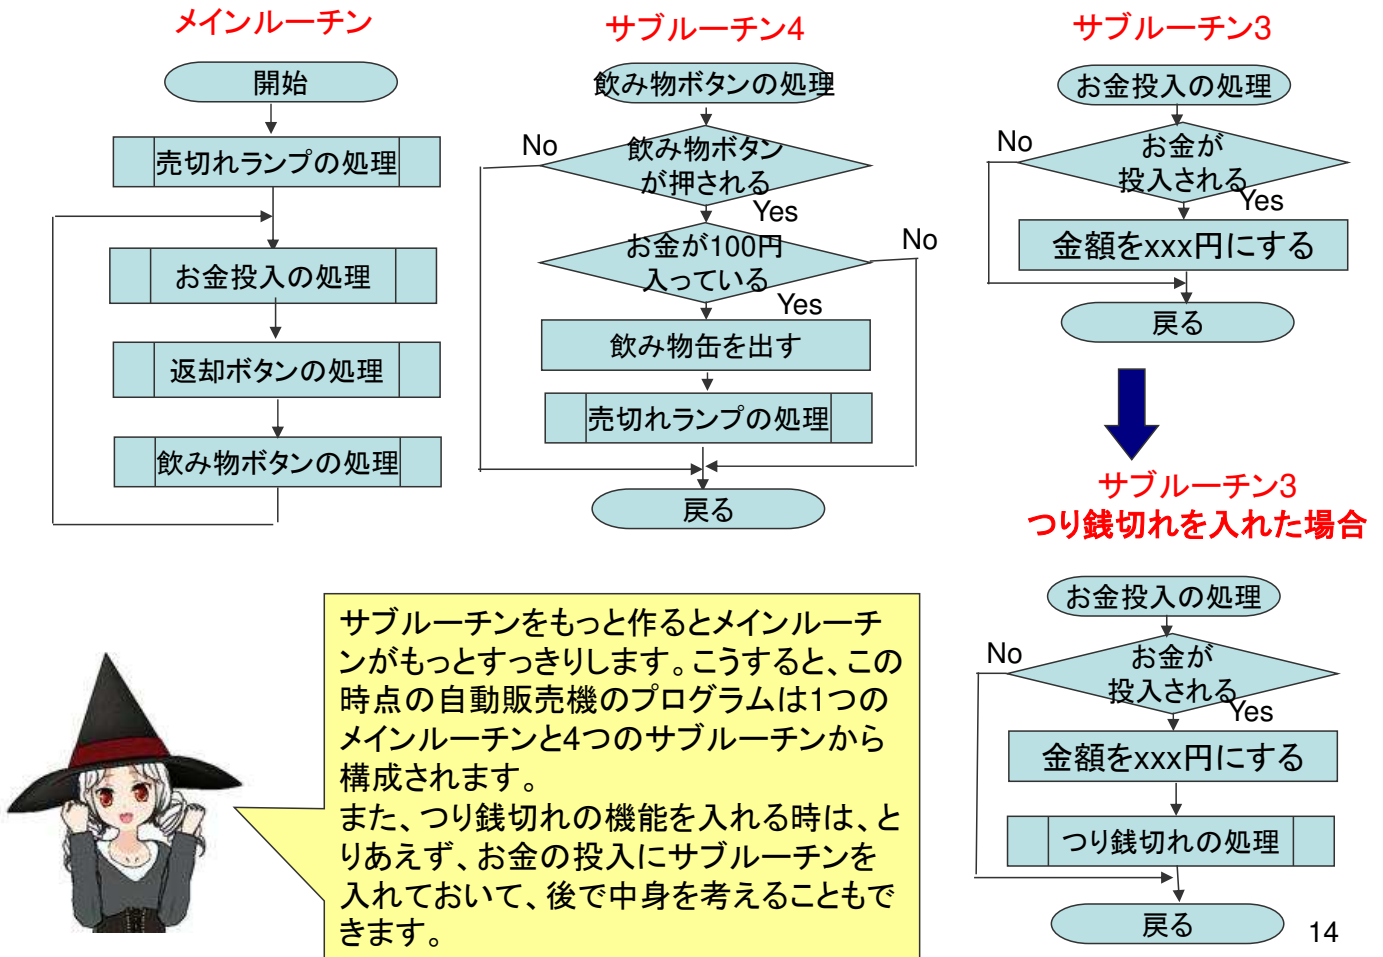 メインルーチン
開始
売切れランプの処理
お金投入の処理
返却ボタンの処理
飲み物ボタンの処理
サブルーチン4
飲み物ボタンの処理
飲み物ボタン
が押される
No
Yes
お金が100円
入っている
No
Yes
飲み物缶を出す
売切れランプの処理
戻る
サブルーチン3
お金投入の処理
お金が
投入される
No
Yes
金額をxxx円にする
戻る
サブルーチン3
つり銭切れを入れた場合
お金投入の処理
お金が
投入される
No
Yes
金額をxxx円にする
つり銭切れの処理
戻る
サブルーチンをもっと作るとメインルーチ
ンがもっとすっきりします。こうすると、この
時点の自動販売機のプログラムは1つの
メインルーチンと4つのサブルーチンから
構成されます。
また、つり銭切れの機能を入れる時は、と
りあえず、お金の投入にサブルーチンを
入れておいて、後で中身を考えることもで
きます。
14